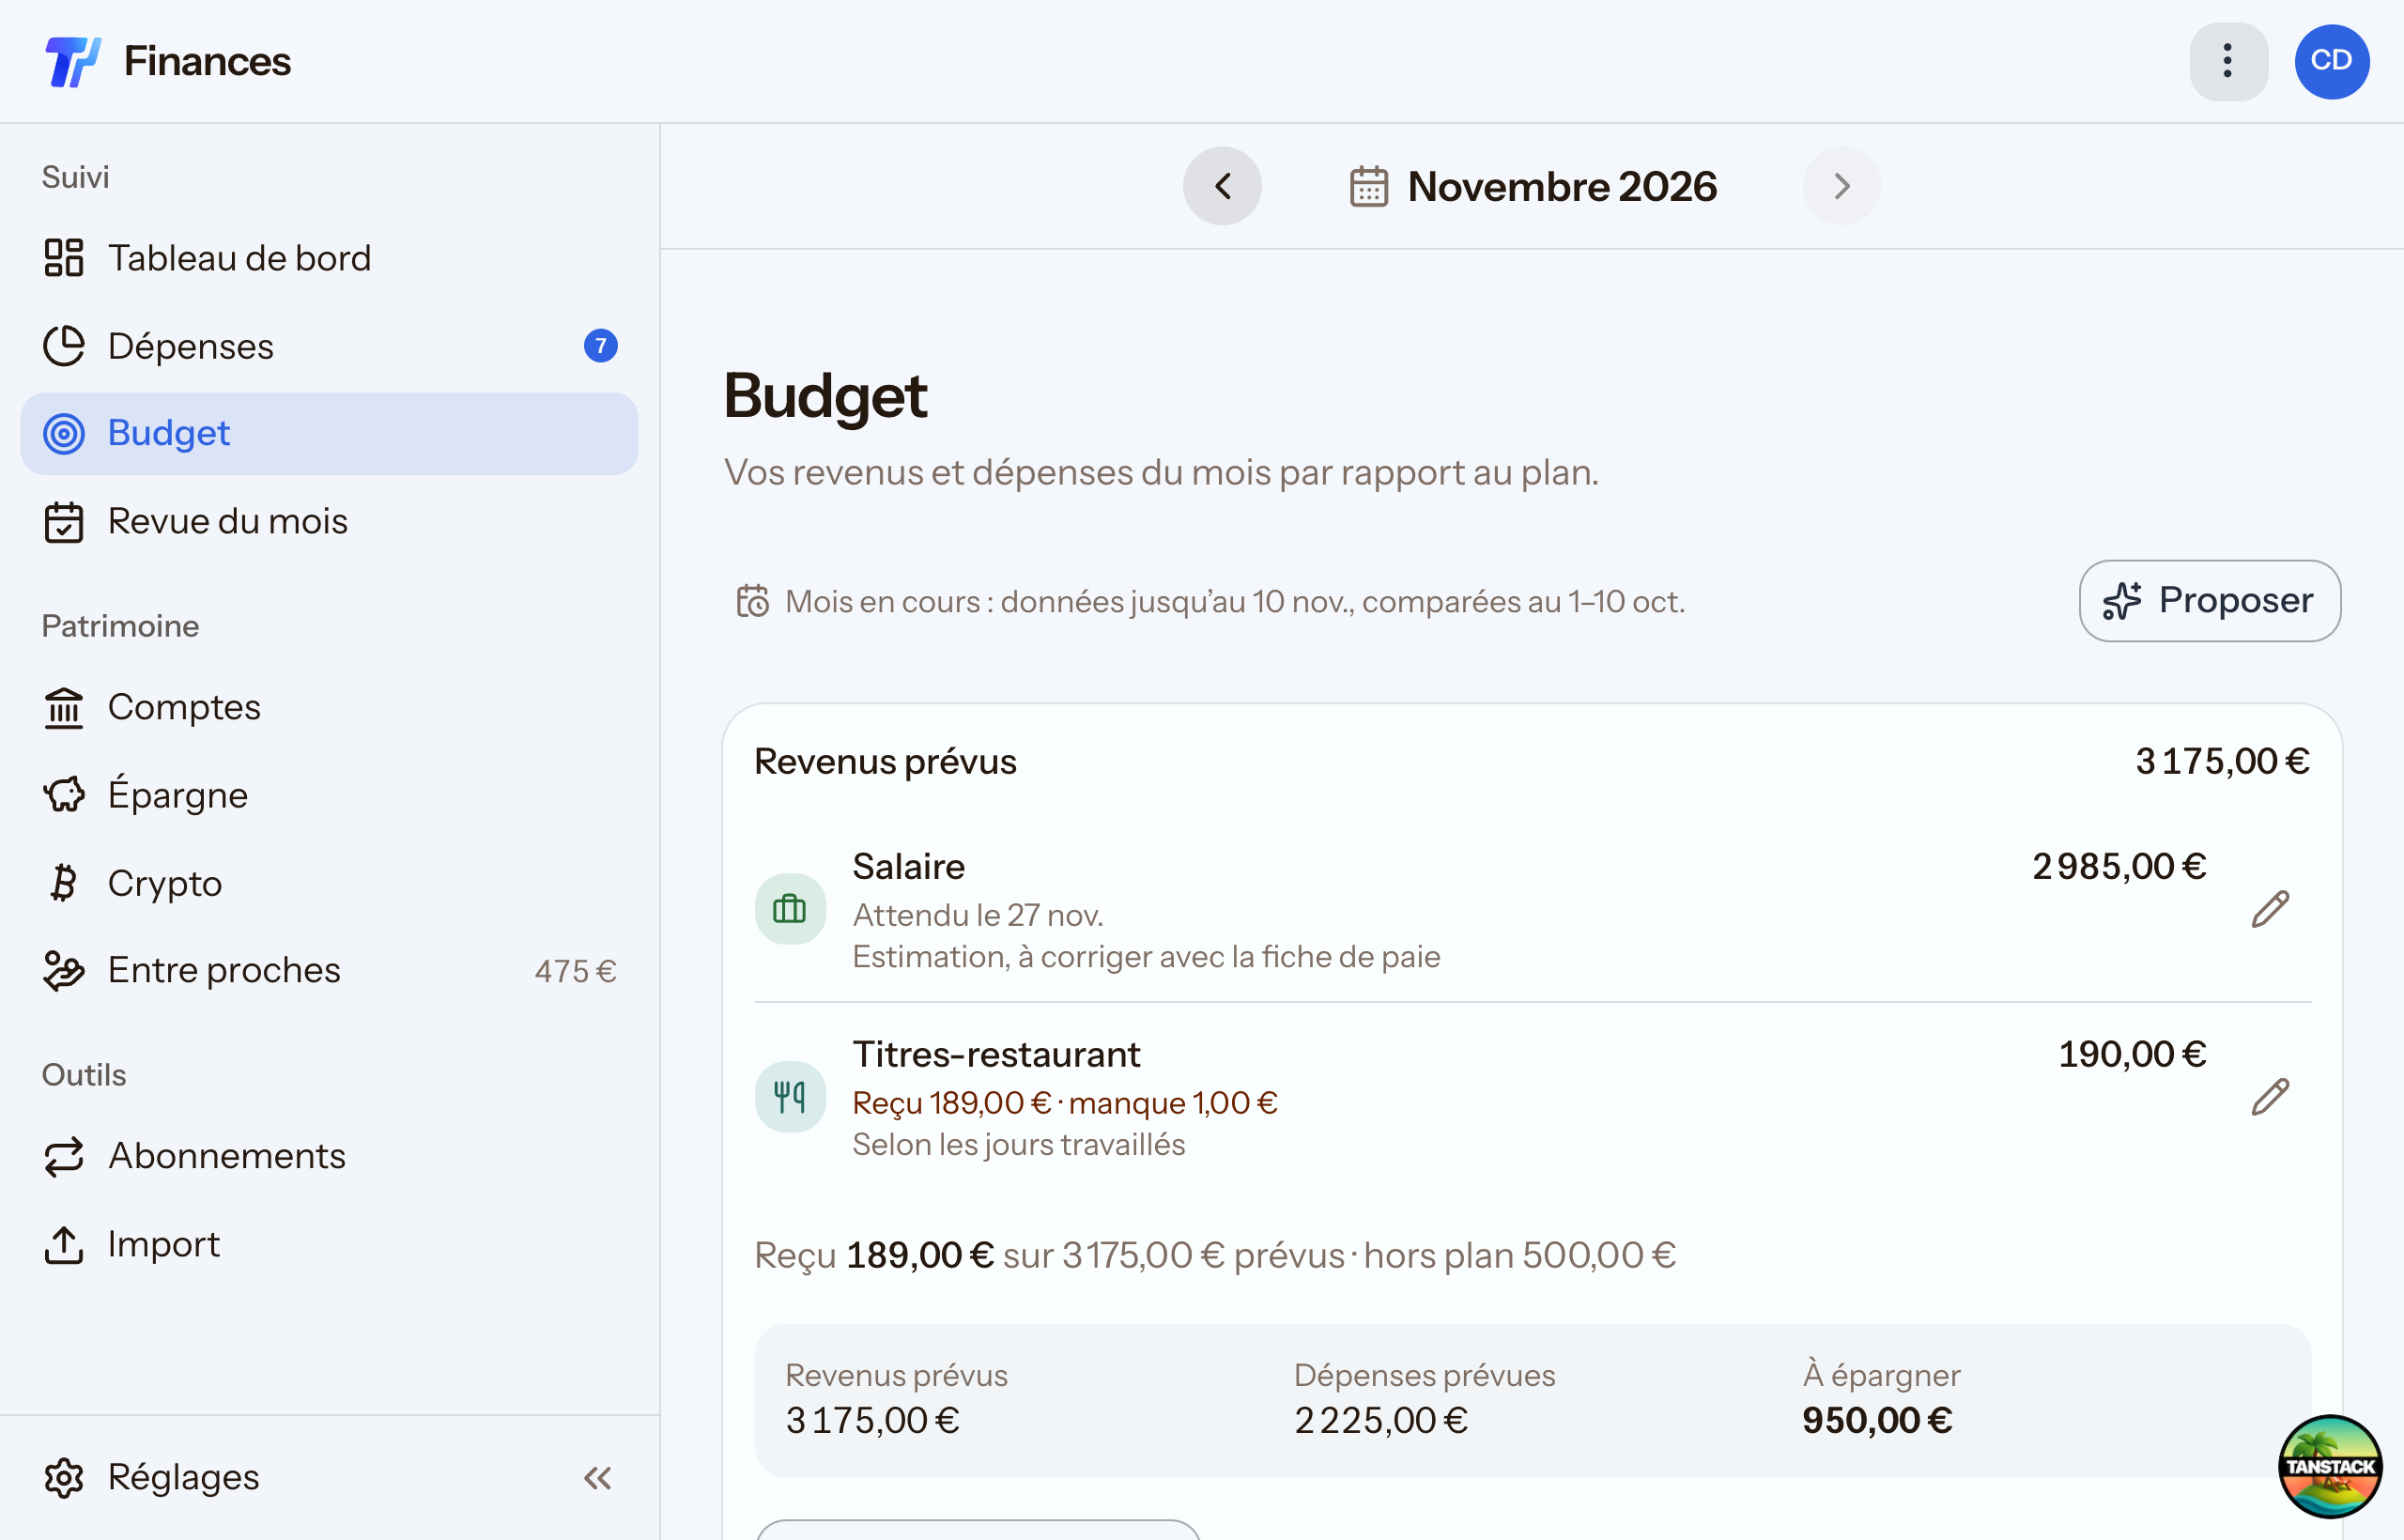 Finances
CD
Suivi
Tableau de bord
Dépenses
7
Budget
Revue du mois
Patrimoine
Comptes
Épargne
Crypto
Entre proches
475 €
Outils
Abonnements
Import
Réglages
Novembre 2026
Budget
Vos revenus et dépenses du mois par rapport au plan.
Mois en cours : données jusqu’au 10 nov., comparées au 1–10 oct.
Proposer
Revenus prévus
3 175,00 €
Salaire
2 985,00 €
Attendu le 27 nov.
Estimation, à corriger avec la fiche de paie
Titres-restaurant
190,00 €
Reçu 189,00 € · manque 1,00 €
Selon les jours travaillés
Reçu 189,00 € sur 3 175,00 € prévus · hors plan 500,00 €
Revenus prévus
3 175,00 €
Dépenses prévues
2 225,00 €
À épargner
950,00 €
TANSTACK